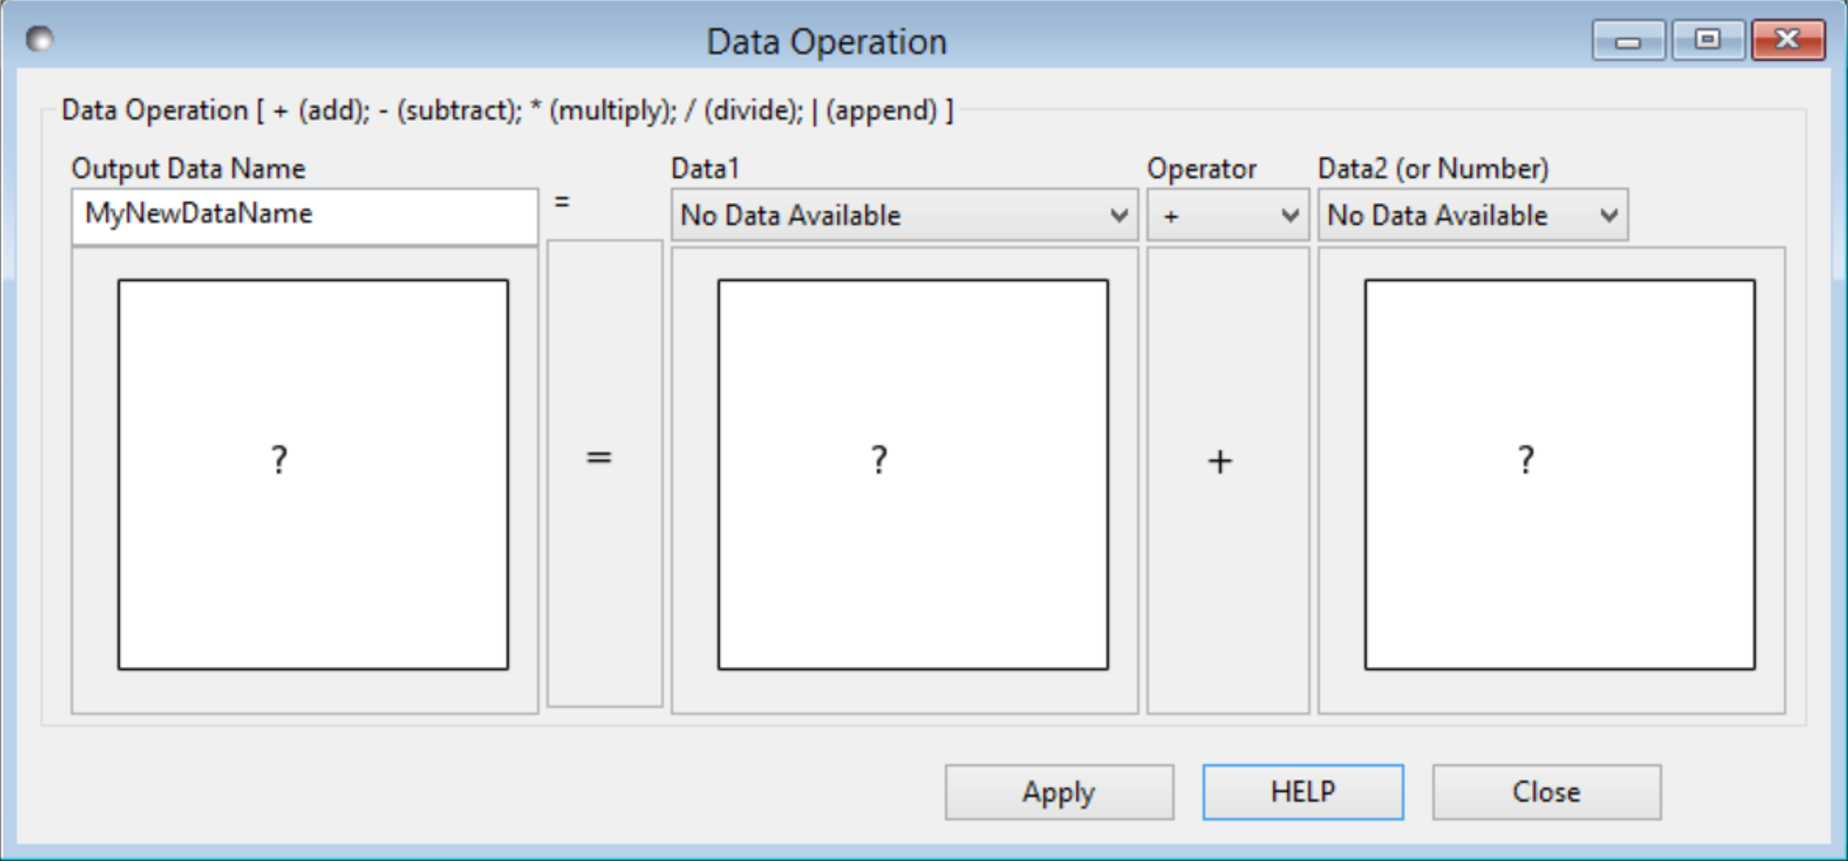 Data Operation
Data Operation [ + (add); - (subtract); * (multiply); / (divide); | (append) ]
Output Data Name
Data1
Operator
Data2 (or Number)
MyNewDataName
=
No Data Available
+
No Data Available
?
=
?
+
?
Apply
HELP
Close